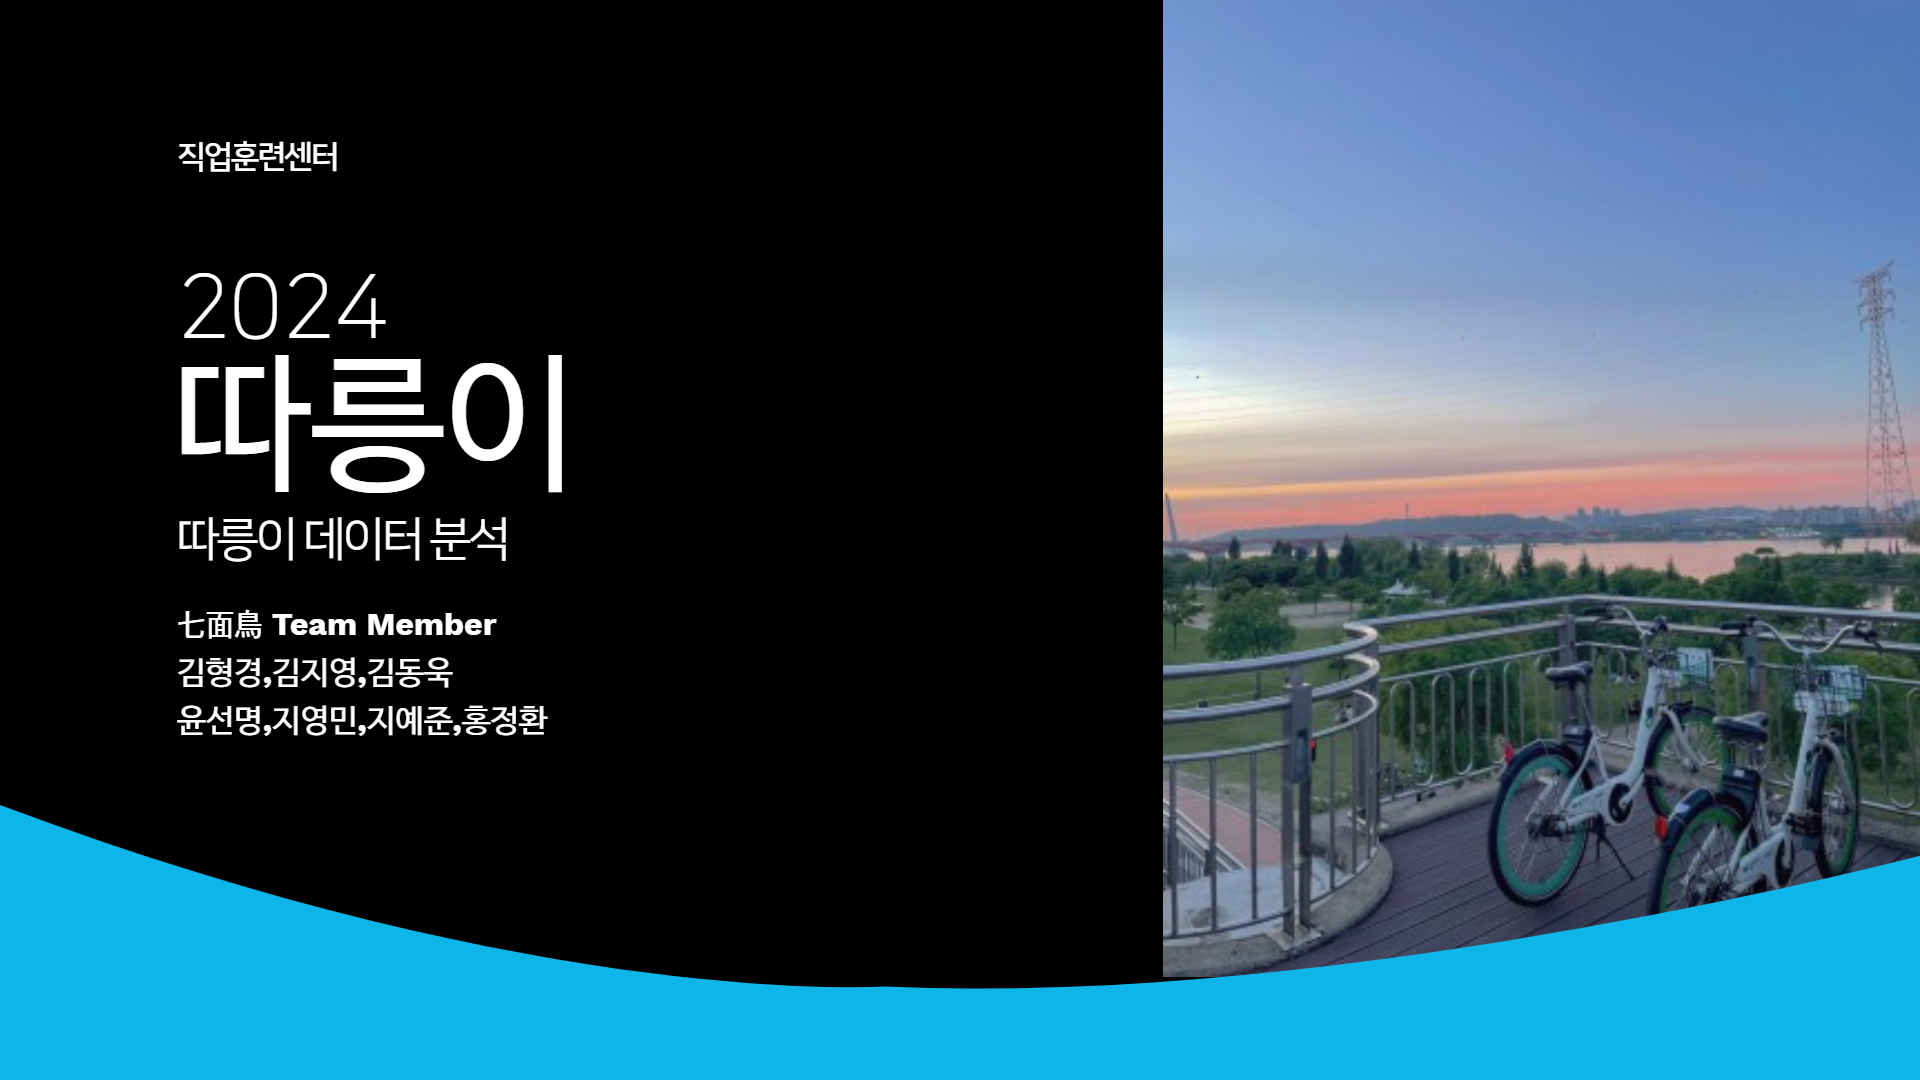 직업훈련센터
2024
따릉이
따릉이 데이터 분석
七面鳥 Team Member
김형경,김지영,김동욱
윤선명,지영민,지예준,홍정환